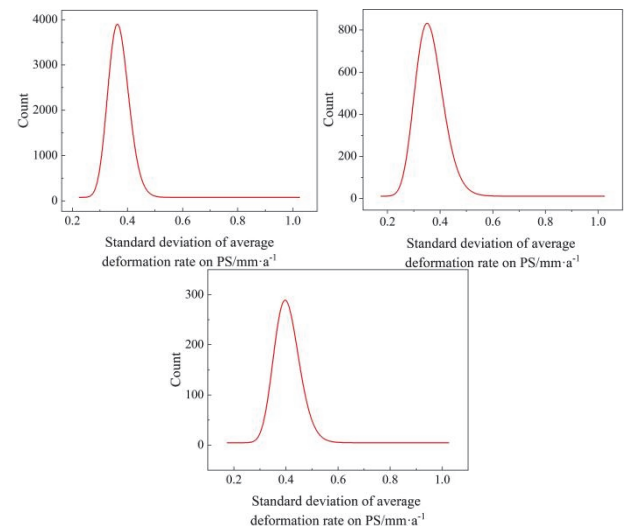 4000
3000
2000
1000
0
Count
0.2 0.4 0.6 0.8 1.0
Standard deviation of average
deformation rate on PS/mm·a⁻¹
800
600
400
200
0
Count
0.2 0.4 0.6 0.8 1.0
Standard deviation of average
deformation rate on PS/mm·a⁻¹
300
200
100
0
Count
0.2 0.4 0.6 0.8 1.0
Standard deviation of average
deformation rate on PS/mm·a⁻¹